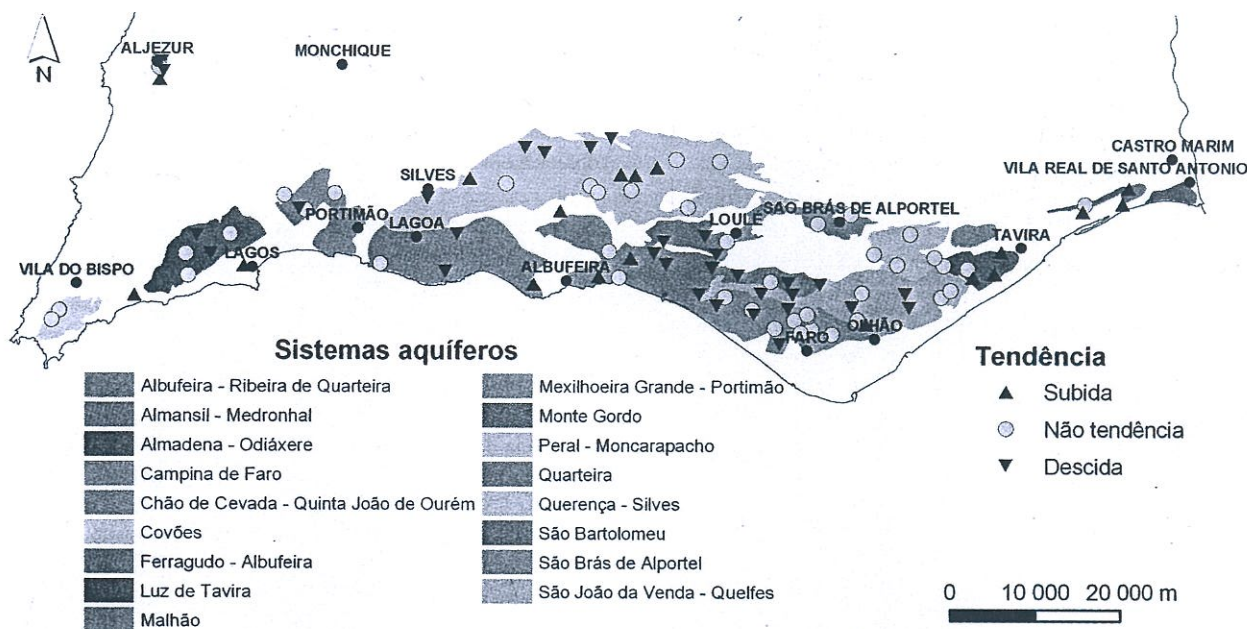 ALJEZUR
MONCHIQUE
N
CASTRO MARIM
VILA REAL DE SANTO ANTONIO
SILVES
LOULÉ
SAO BRÁS DE ALPORTEL
PORTIMÃO
LAGOA
TAVIRA
LAGOS
VILA DO BISPO
ALBUFEIRA
OLHÃO
FARO
Sistemas aquíferos
Albufeira - Ribeira de Quarteira
Almansil - Medronhal
Almadena - Odiáxere
Campina de Faro
Chão de Cevada - Quinta João de Ourém
Covões
Ferragudo - Albufeira
Luz de Tavira
Malhão
Mexilhoeira Grande - Portimão
Monte Gordo
Peral - Moncarapacho
Quarteira
Querença - Silves
São Bartolomeu
São Brás de Alportel
São João da Venda - Quelfes
Tendência
Subida
Não tendência
Descida
0 10 000 20 000 m